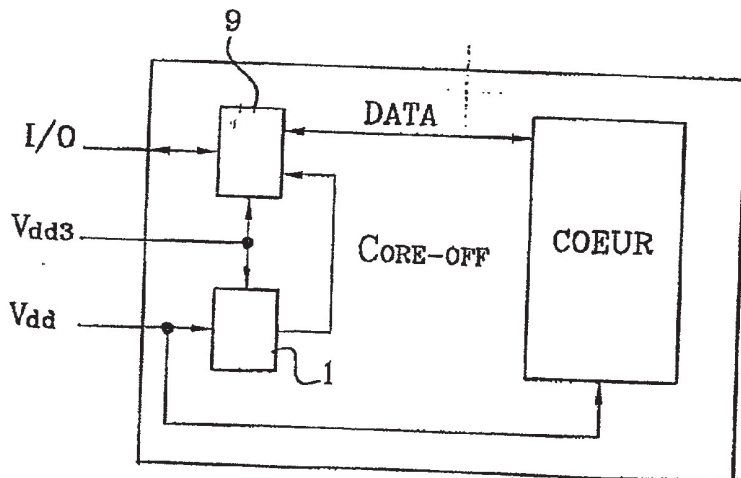 9
I/O
DATA
Vdd3
CORE-OFF
COEUR
Vdd
1